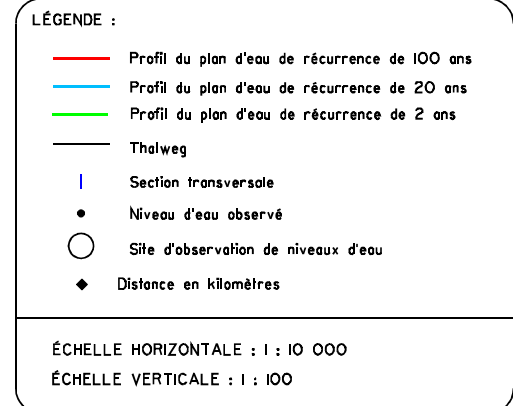 LÉGENDE :
Profil du plan d'eau de récurrence de 100 ans
Profil du plan d'eau de récurrence de 20 ans
Profil du plan d'eau de récurrence de 2 ans
Thalweg
Section transversale
Niveau d'eau observé
Site d'observation de niveaux d'eau
Distance en kilomètres
ÉCHELLE HORIZONTALE : 1 : 10 000
ÉCHELLE VERTICALE : 1 : 100